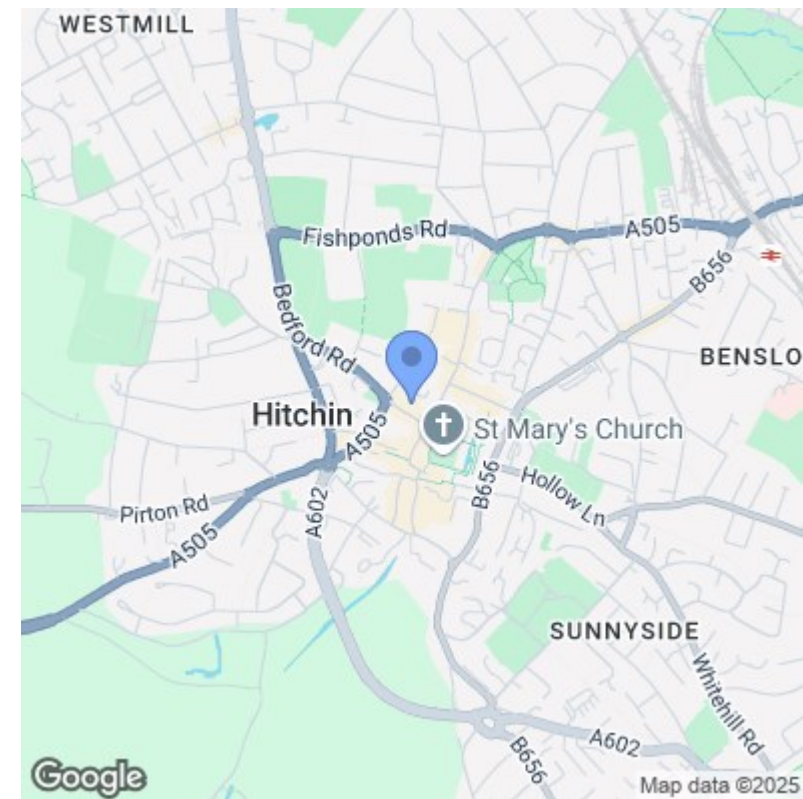 WESTMILL
Fishponds Rd
A505
B656
Bedford Rd
BENSLO
Hitchin
A505
St Mary's Church
B656
Hollow Ln
Pirton Rd
A602
A505
SUNNYSIDE
Whitehill Rd
A602
B656
Google
Map data ©2025